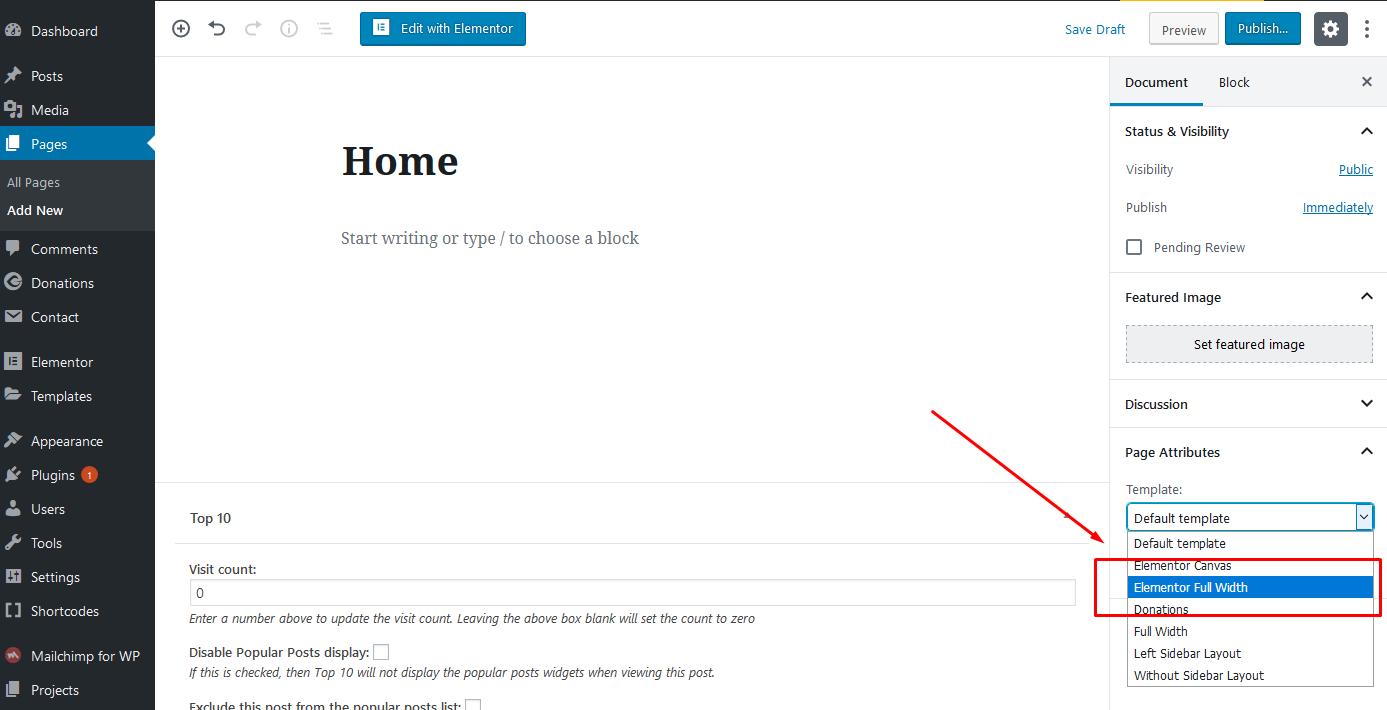 Dashboard
Posts
Media
Pages
All Pages
Add New
Comments
Donations
Contact
Elementor
Templates
Appearance
Plugins 1
Users
Tools
Settings
Shortcodes
Mailchimp for WP
Projects
Edit with Elementor
Save Draft
Preview
Publish...
Home
Start writing or type / to choose a block
Top 10
Visit count:
0
Enter a number above to update the visit count. Leaving the above box blank will set the count to zero
Disable Popular Posts display:
If this is checked, then Top 10 will not display the popular posts widgets when viewing this post.
Exclude this post from the popular posts list:
Document Block
Status & Visibility
Visibility Public
Publish Immediately
Pending Review
Featured Image
Set featured image
Discussion
Page Attributes
Template:
Default template
Default template
Elementor Canvas
Elementor Full Width
Donations
Full Width
Left Sidebar Layout
Without Sidebar Layout